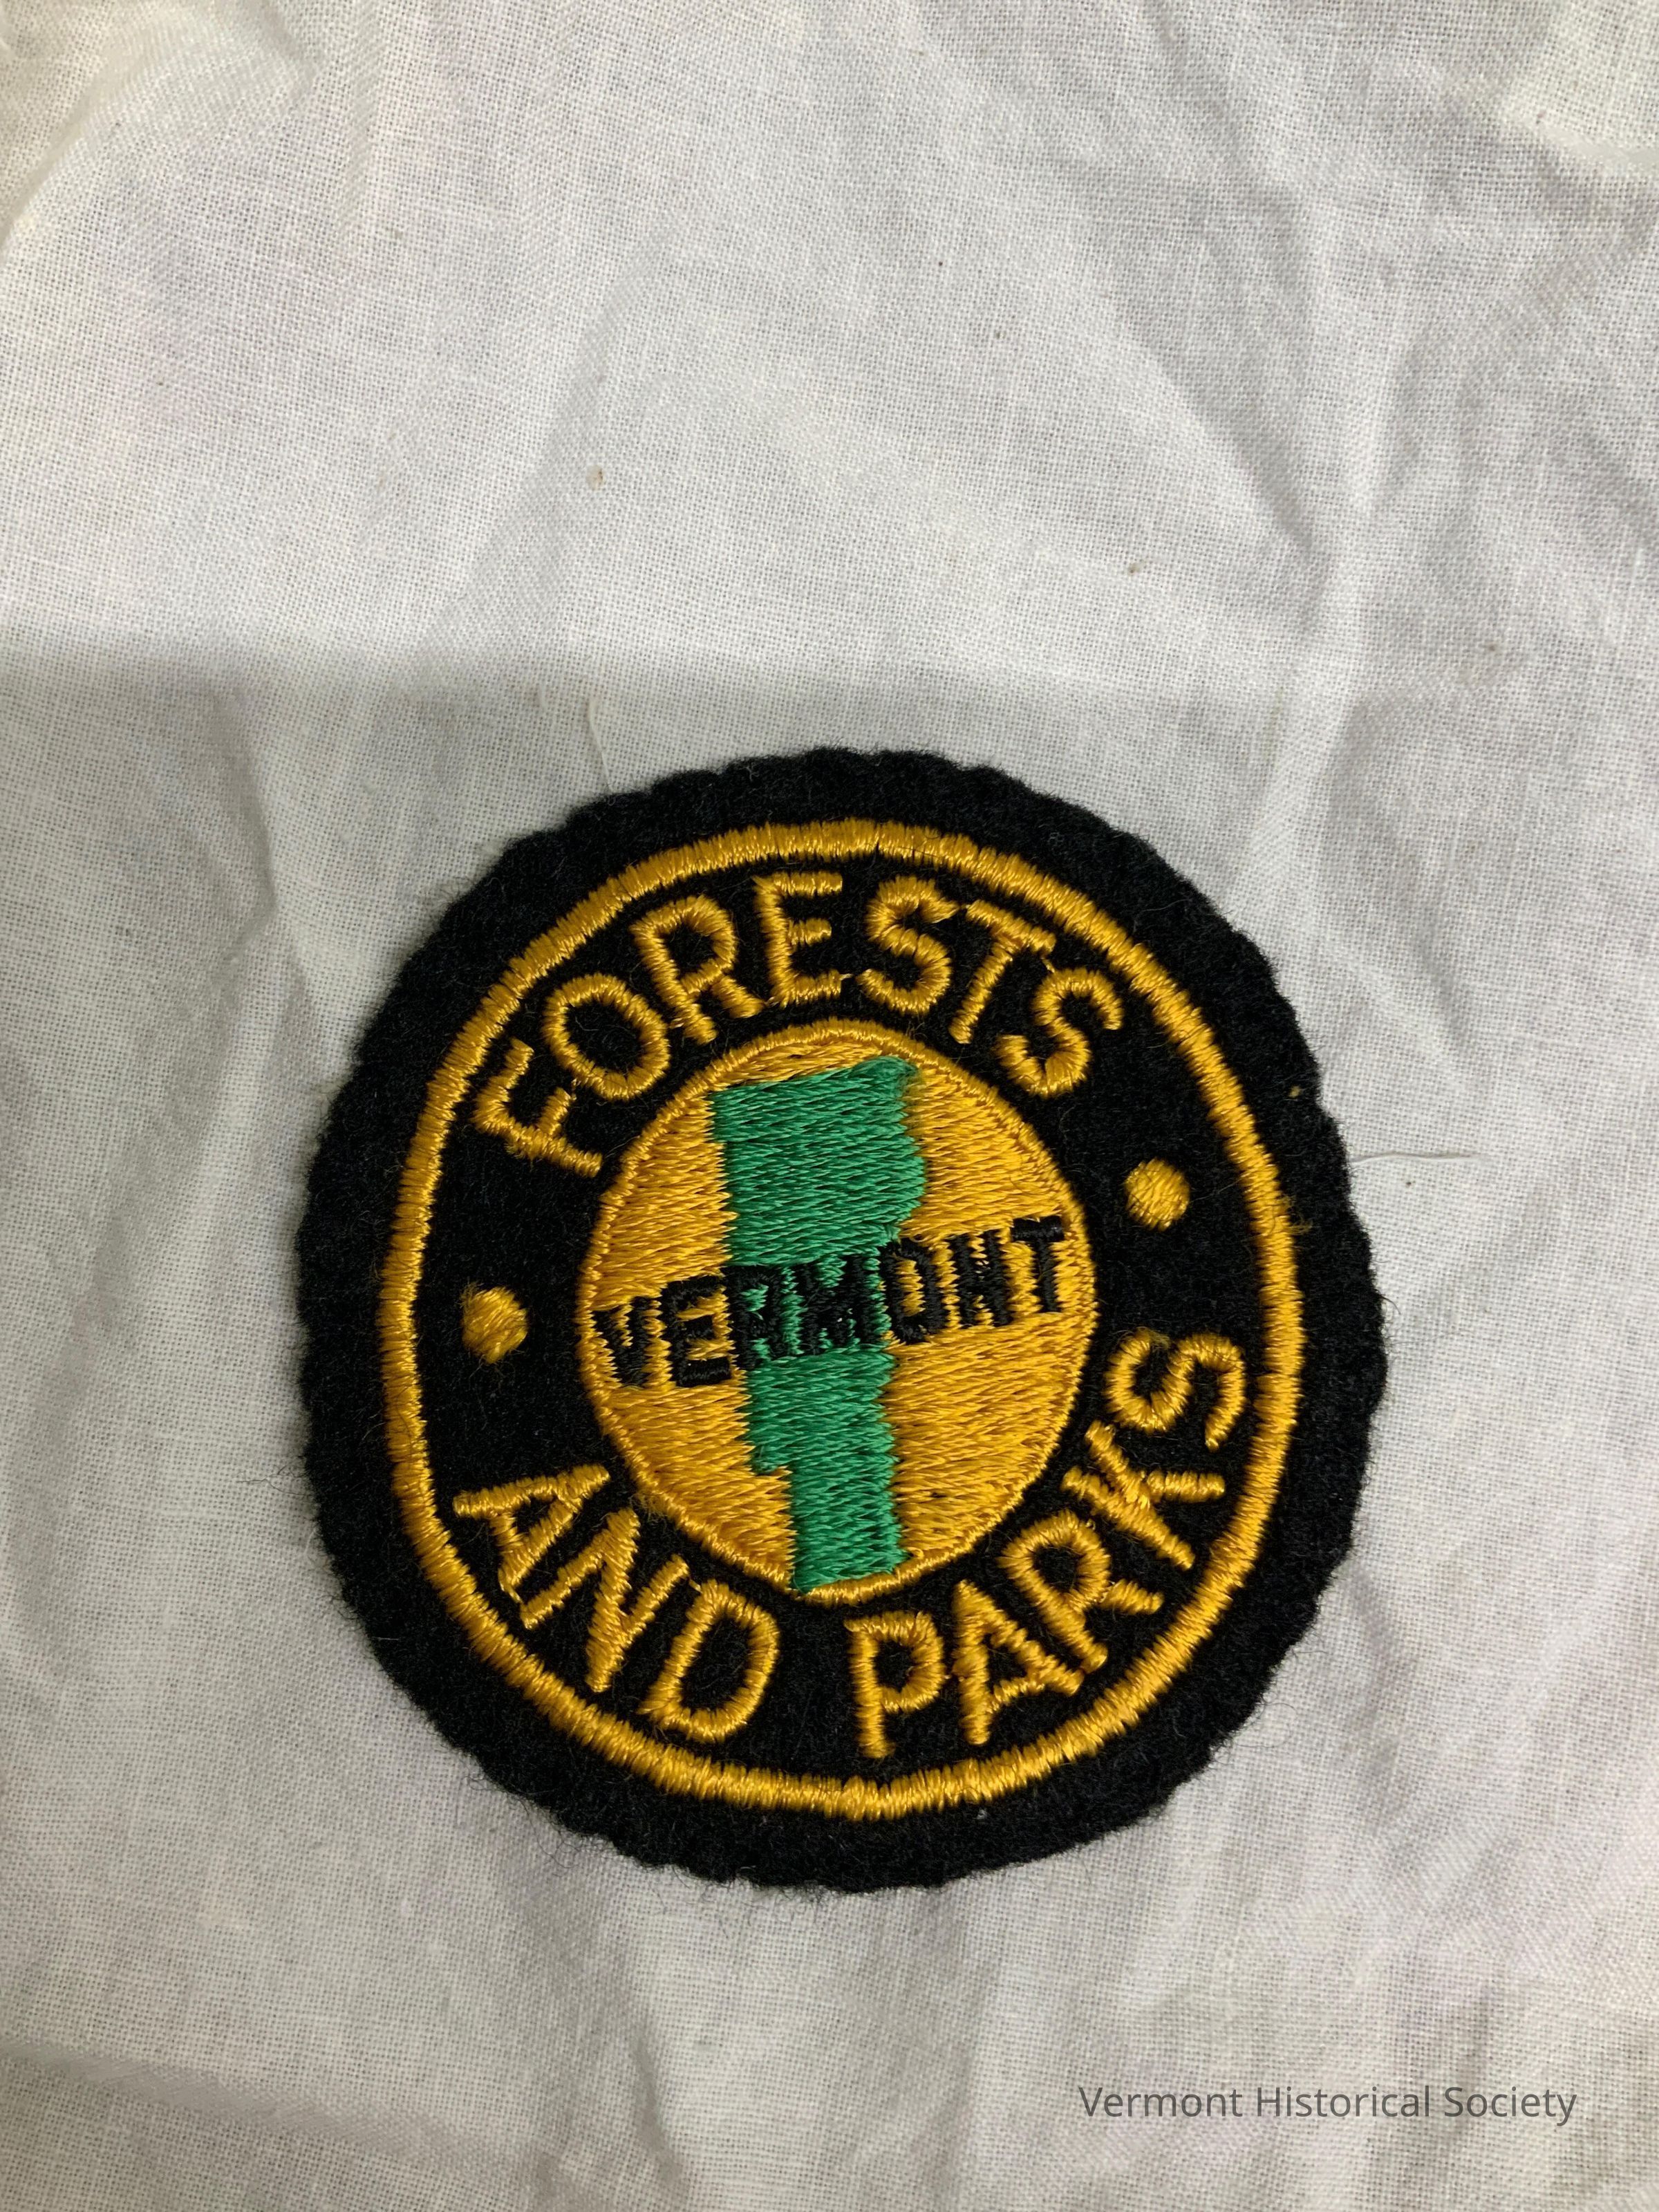 FORESTS
VERMONT
AND PARKS
Vermont Historical Society